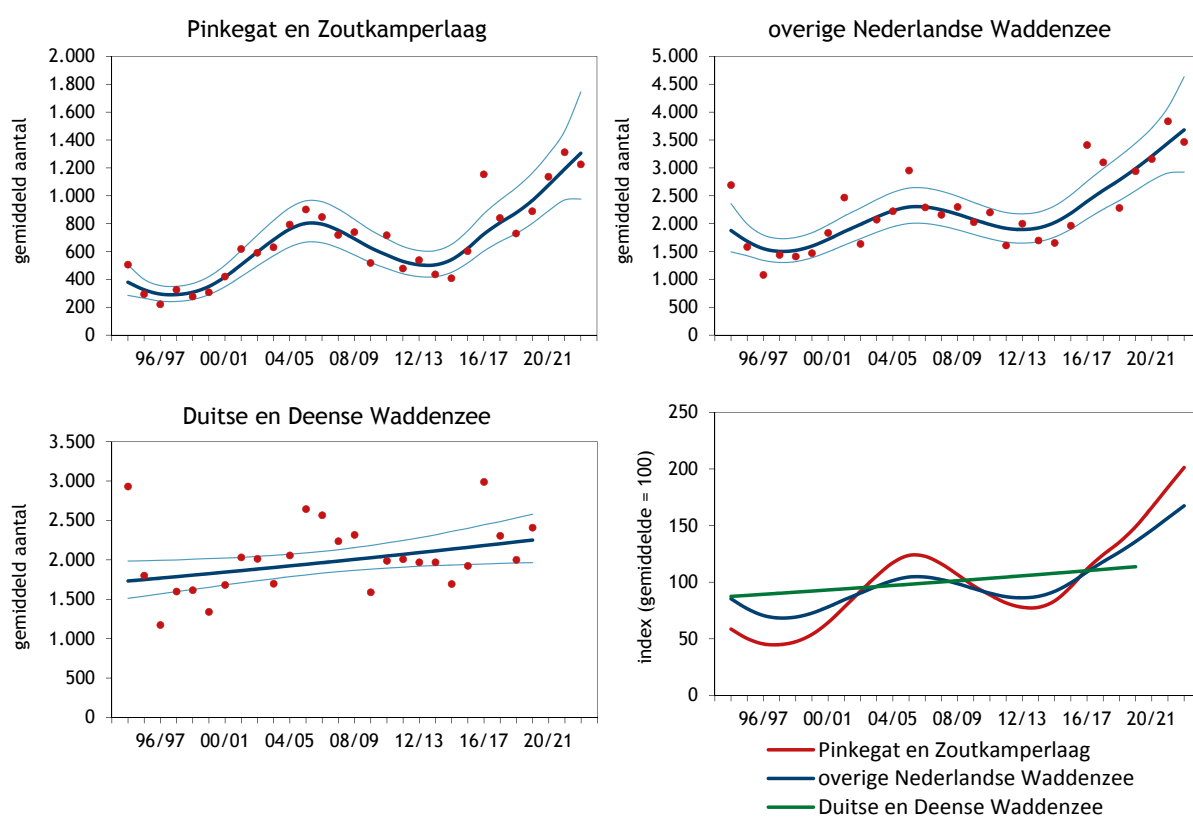 Pinkegat en Zoutkamperlaag
gemiddeld aantal
2.000
1.800
1.600
1.400
1.200
1.000
800
600
400
200
0
96/97 00/01 04/05 08/09 12/13 16/17 20/21
overige Nederlandse Waddenzee
gemiddeld aantal
5.000
4.500
4.000
3.500
3.000
2.500
2.000
1.500
1.000
500
0
96/97 00/01 04/05 08/09 12/13 16/17 20/21
Duitse en Deense Waddenzee
gemiddeld aantal
3.500
3.000
2.500
2.000
1.500
1.000
500
0
96/97 00/01 04/05 08/09 12/13 16/17 20/21
index (gemiddelde = 100)
250
200
150
100
50
0
96/97 00/01 04/05 08/09 12/13 16/17 20/21
Pinkegat en Zoutkamperlaag
overige Nederlandse Waddenzee
Duitse en Deense Waddenzee